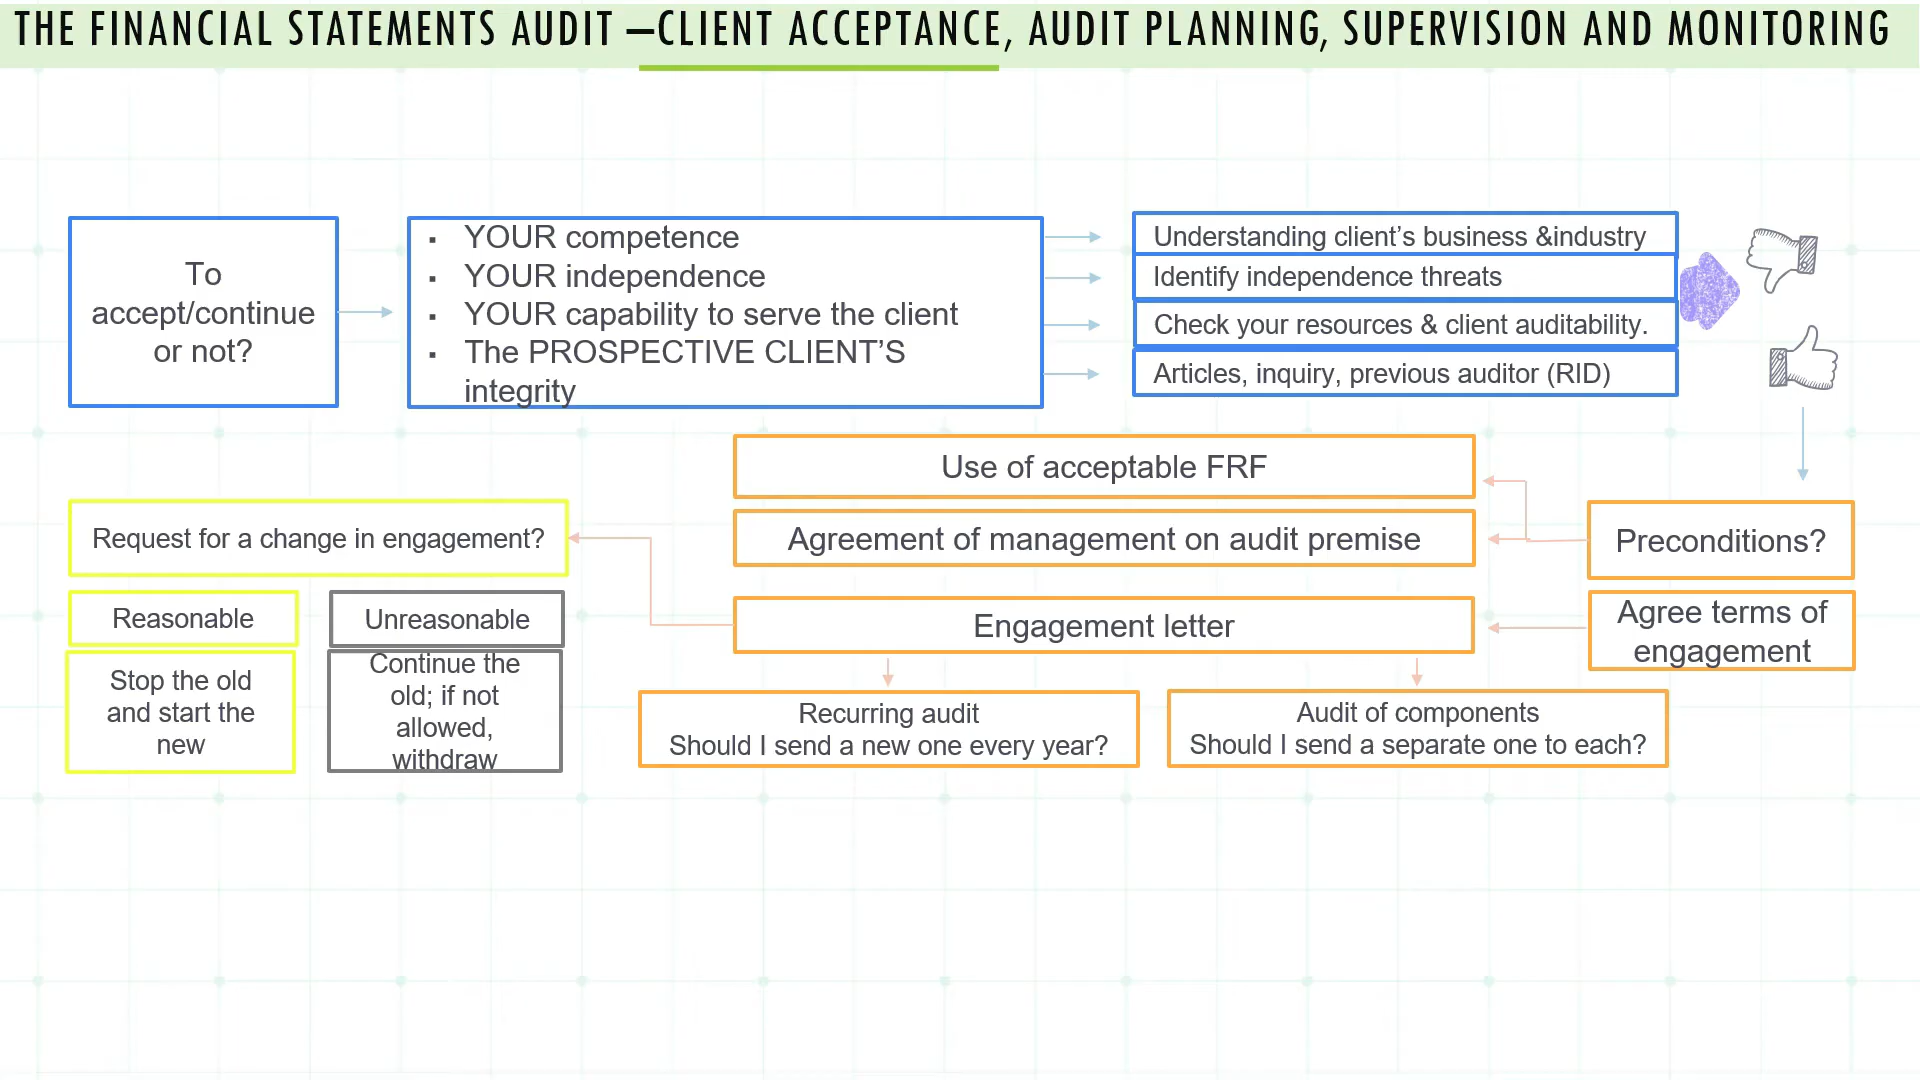 THE FINANCIAL STATEMENTS AUDIT —CLIENT ACCEPTANCE, AUDIT PLANNING, SUPERVISION AND MONITORING
To
accept/continue
or not?
▪ YOUR competence
▪ YOUR independence
▪ YOUR capability to serve the client
▪ The PROSPECTIVE CLIENT’S
integrity
Understanding client’s business &industry
Identify independence threats
Check your resources & client auditability.
Articles, inquiry, previous auditor (RID)
Preconditions?
Use of acceptable FRF
Agreement of management on audit premise
Agree terms of
engagement
Engagement letter
Recurring audit
Should I send a new one every year?
Audit of components
Should I send a separate one to each?
Request for a change in engagement?
Reasonable
Stop the old
and start the
new
Unreasonable
Continue the
old; if not
allowed,
withdraw